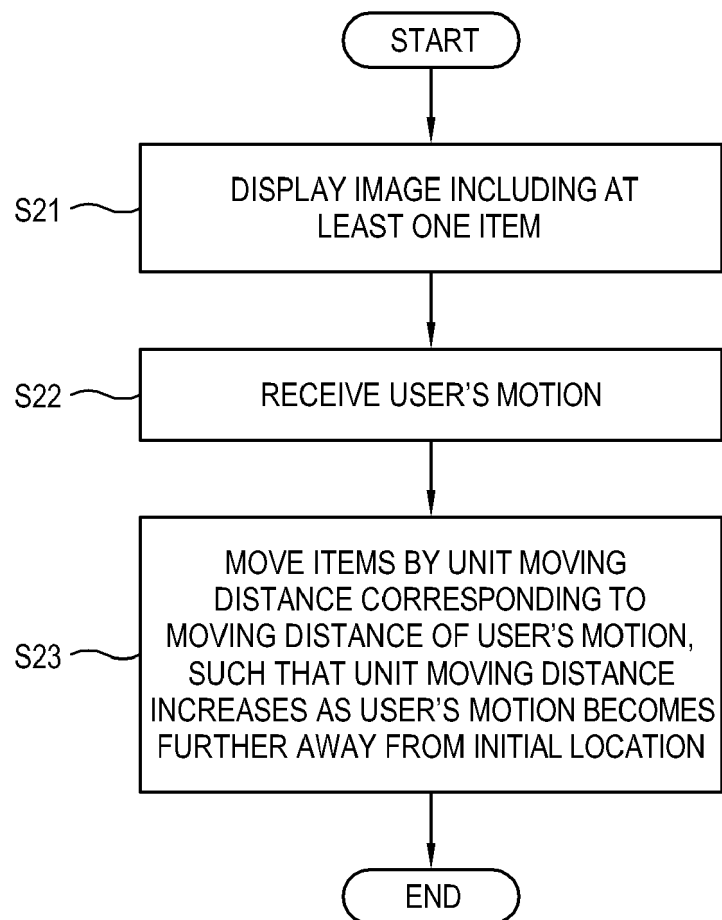 START
S21
DISPLAY IMAGE INCLUDING AT
LEAST ONE ITEM
S22
RECEIVE USER'S MOTION
S23
MOVE ITEMS BY UNIT MOVING
DISTANCE CORRESPONDING TO
MOVING DISTANCE OF USER'S MOTION,
SUCH THAT UNIT MOVING DISTANCE
INCREASES AS USER'S MOTION BECOMES
FURTHER AWAY FROM INITIAL LOCATION
END